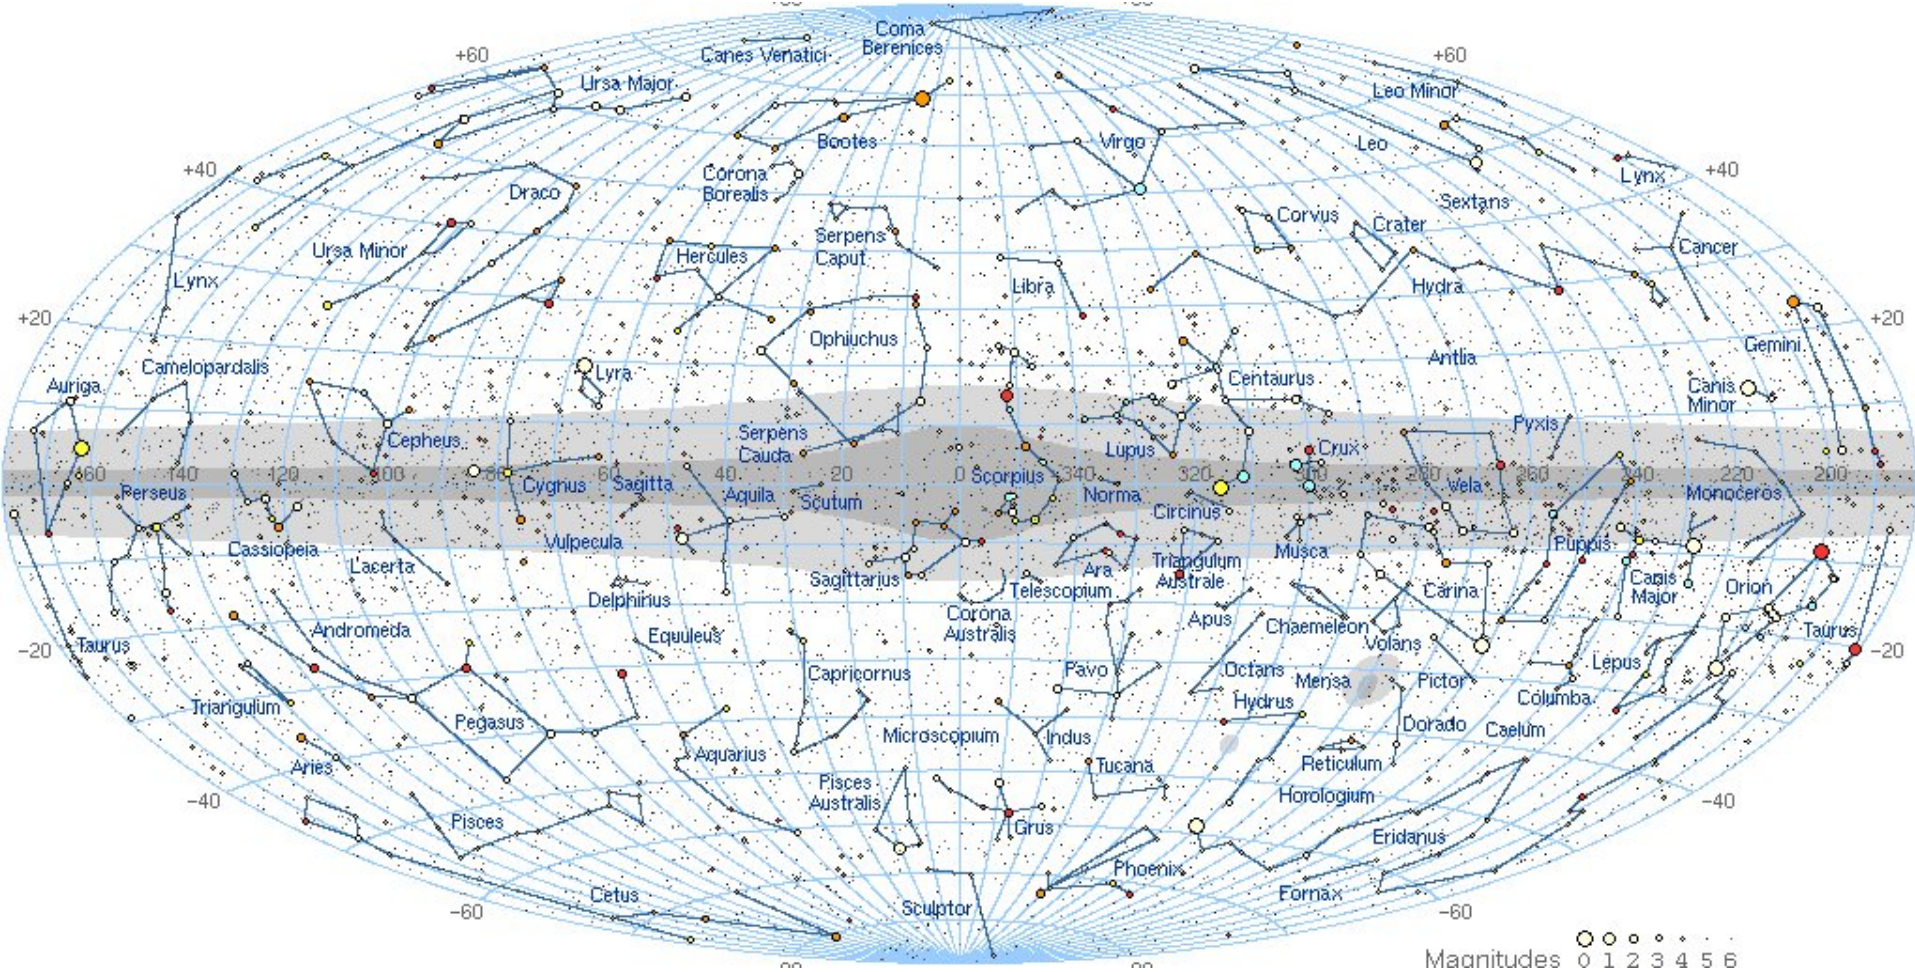 Coma
Berenices
Canes Venatici
+60
+60
Ursa Major
Leo Minor
Bootes
Virgo
Leo
+40
+40
Corona
Borealis
Draco
Lynx
Sextans
Corvus
Crater
Serpens
Caput
Ursa Minor
Hercules
Cancer
Lynx
Libra
Hydra
+20
+20
Ophiuchus
Gemini
Camelopardalis
Antlia
Lyra
Auriga
Centaurus
Canis
Minor
Pyxis
Serpens
Cauda
Cepheus
Lupus
Crux
160 140 120 100 80 60 40 20 0 340 320 300 280 260 240 220 200
Scorpius
Perseus
Cygnus
Sagitta
Aquila
Scutum
Norma
Vela
Monoceros
Circinus
Cassiopeia
Vulpecula
Musca
Puppis
Lacerta
Sagittarius
Ara
Triangulum
Australe
Canis
Major
Telescopium
Carina
Orion
Delphinus
Corona
Australis
Apus
Chaemeleon
Andromeda
Equuleus
Volans
Taurus
Taurus
-20
-20
Capricornus
Pavo
Octans
Mensa
Pictor
Lepus
Columba
Triangulum
Hydrus
Pegasus
Dorado
Caelum
Microscopium
Indus
Aquarius
Aries
Tucana
Reticulum
Pisces
Australis
Horologium
-40
-40
Pisces
Grus
Eridanus
Phoenix
Cetus
Fornax
Sculptor
-60
-60
Magnitudes 0 1 2 3 4 5 6